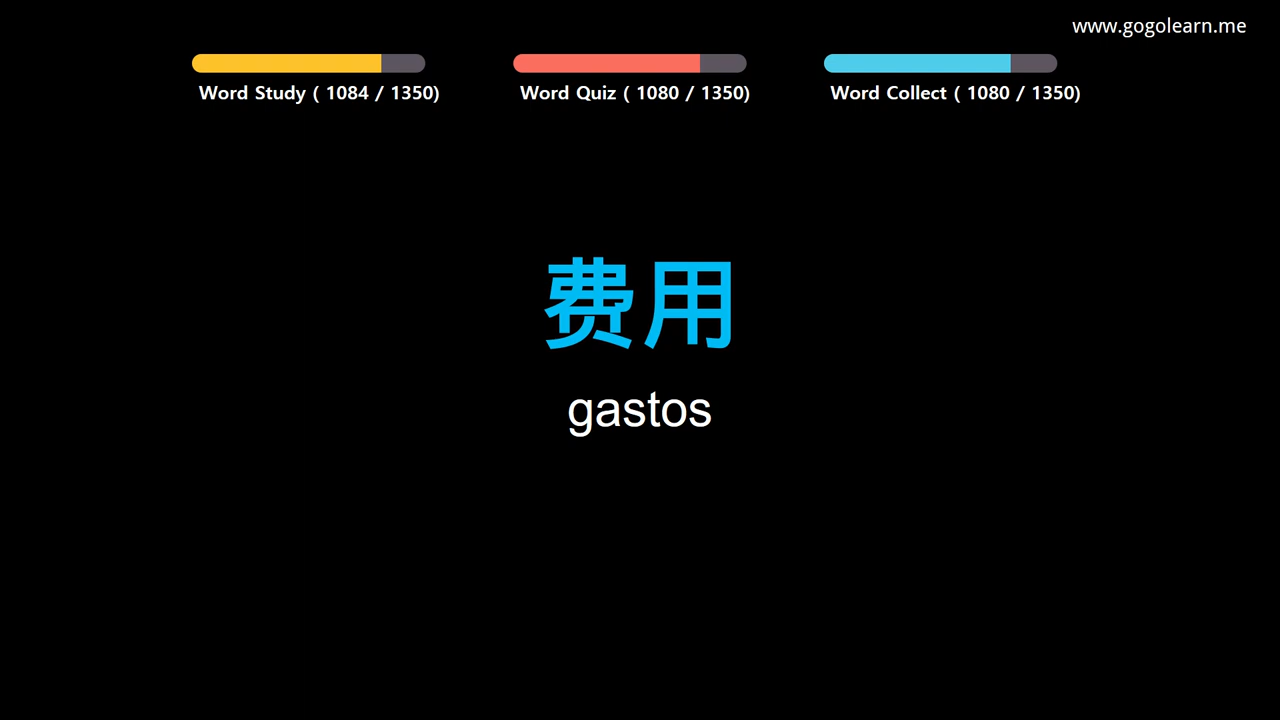 www.gogolearn.me
Word Study ( 1084 / 1350)
Word Quiz ( 1080 / 1350)
Word Collect ( 1080 / 1350)
费用
gastos